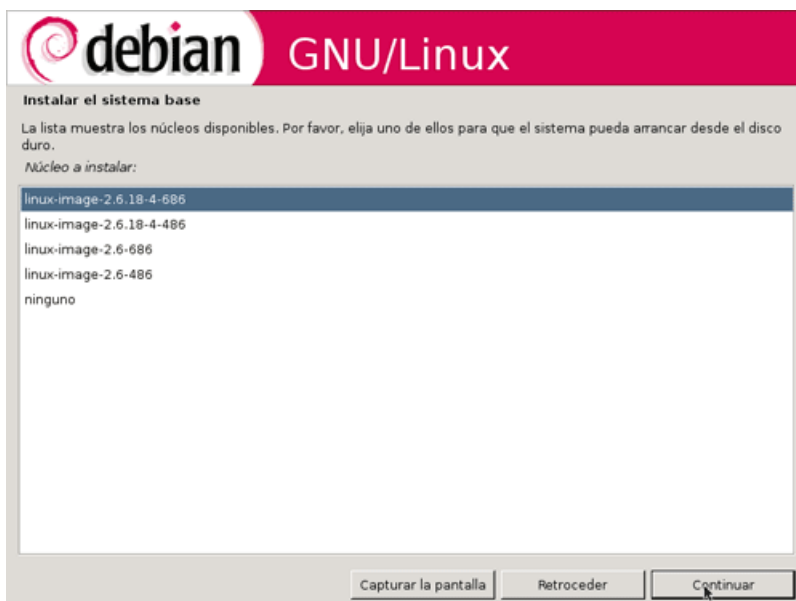 debian GNU/Linux
Instalar el sistema base
La lista muestra los núcleos disponibles. Por favor, elija uno de ellos para que el sistema pueda arrancar desde el disco
duro.
Núcleo a instalar:
linux-image-2.6.18-4-686
linux-image-2.6.18-4-486
linux-image-2.6-686
linux-image-2.6-486
ninguno
Capturar la pantalla Retroceder Continuar